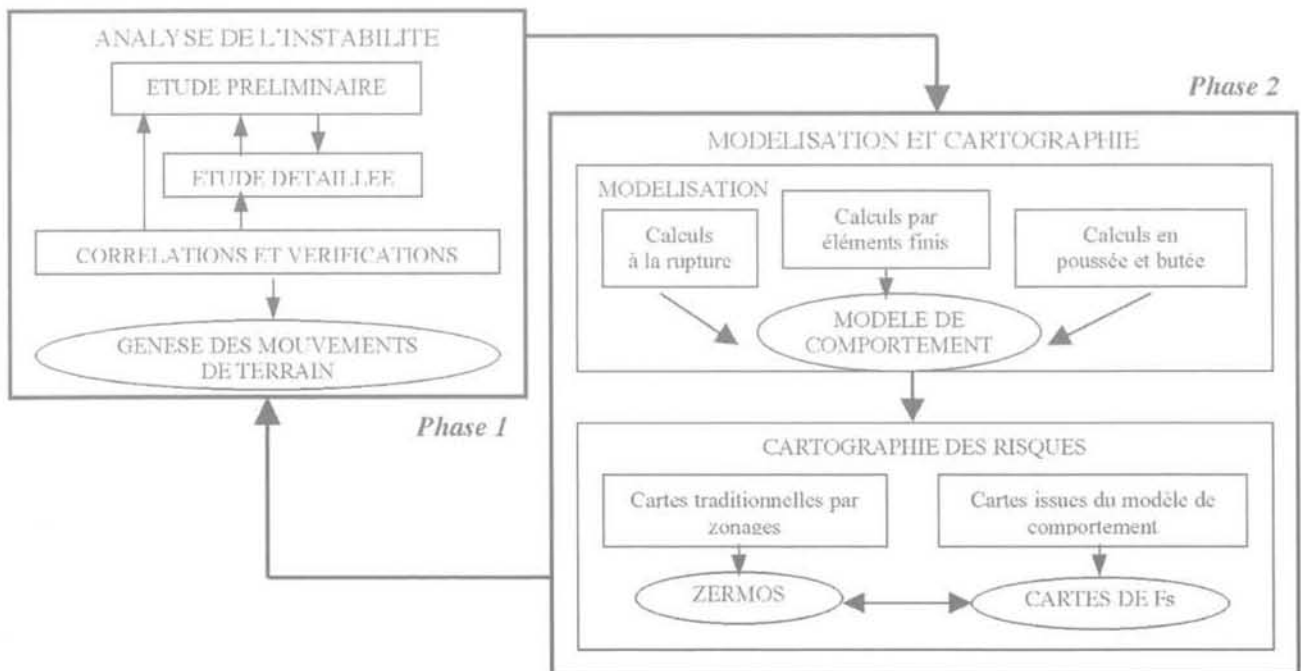 ANALYSE DE L'INSTABILITE
ETUDE PRELIMINAIRE
ETUDE DETAILLEE
CORRELATIONS ET VERIFICATIONS
GENESE DES MOUVEMENTS
DE TERRAIN
Phase 1
Phase 2
MODELISATION ET CARTOGRAPHIE
MODELISATION
Calculs
à la rupture
Calculs par
éléments finis
Calculs en
poussée et butée
MODELE DE
COMPORTEMENT
CARTOGRAPHIE DES RISQUES
Cartes traditionnelles par
zonages
Cartes issues du modèle de
comportement
ZERMOS
CARTES DE Fs